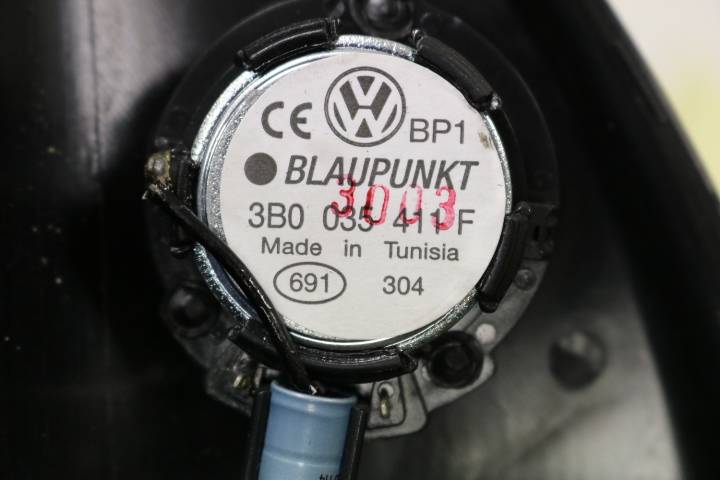 CE VW BP1
BLAUPUNKT
3003
3B0 035 411 F
Made in Tunisia
691 304